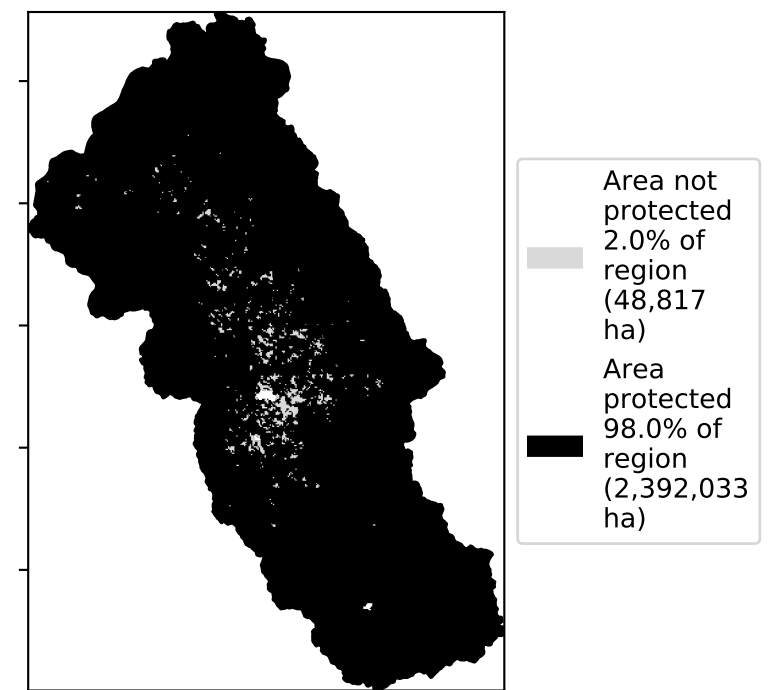 Area not
protected
2.0% of
region
(48,817
ha)
Area
protected
98.0% of
region
(2,392,033
ha)